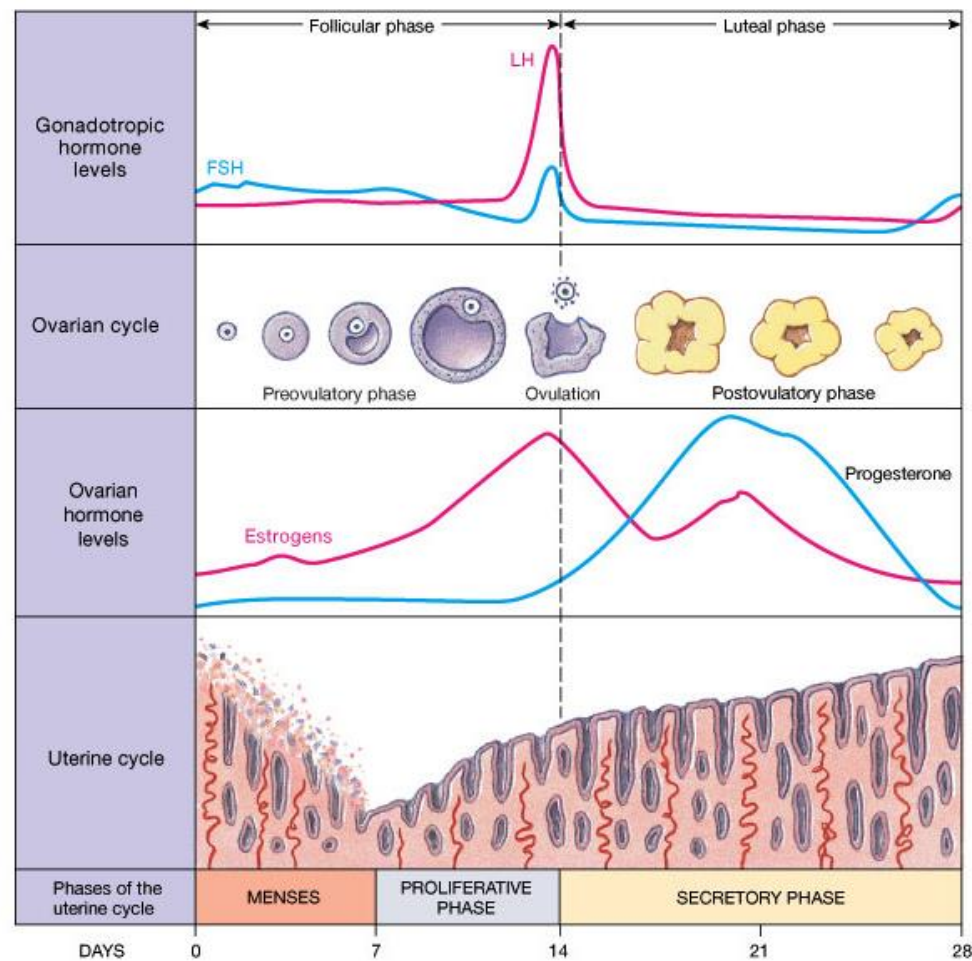 Follicular phase
Luteal phase
Gonadotropic
hormone
levels
LH
FSH
Ovarian cycle
Preovulatory phase
Ovulation
Postovulatory phase
Ovarian
hormone
levels
Estrogens
Progesterone
Uterine cycle
Phases of the
uterine cycle
MENSES
PROLIFERATIVE
PHASE
SECRETORY PHASE
DAYS
0
7
14
21
28